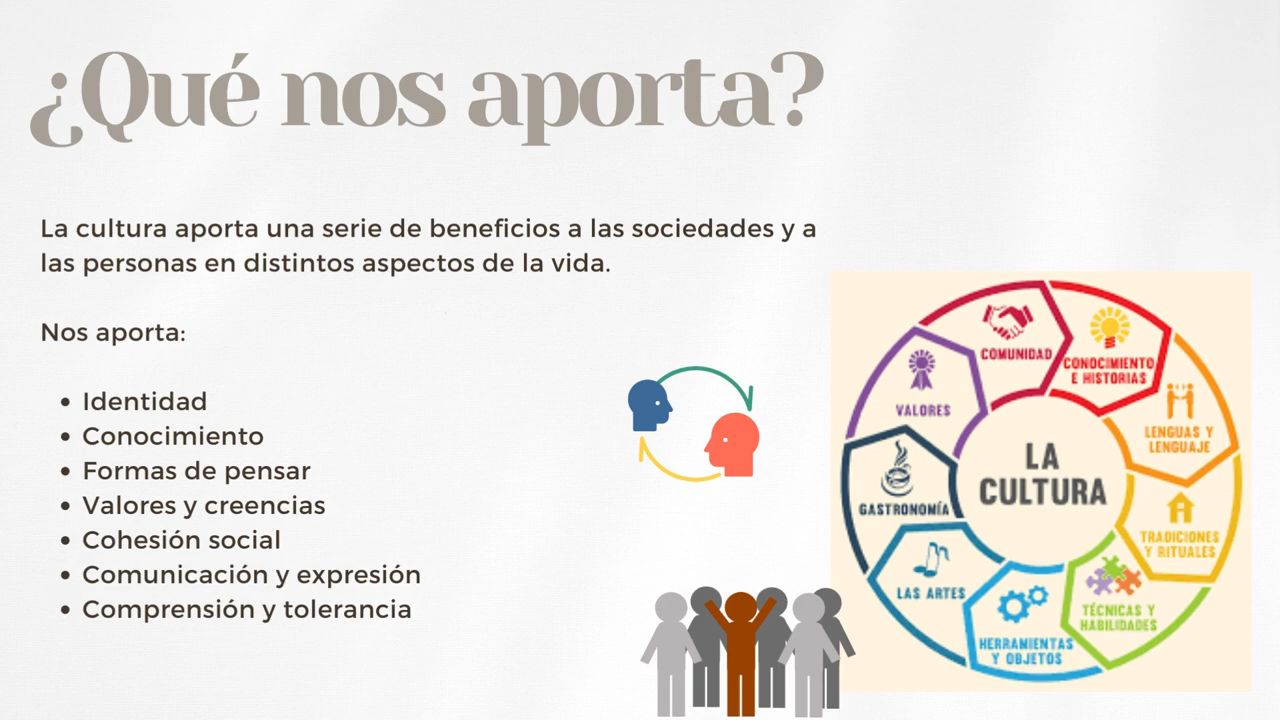 ¿Qué nos aporta?
La cultura aporta una serie de beneficios a las sociedades y a
las personas en distintos aspectos de la vida.
Nos aporta:
• Identidad
• Conocimiento
• Formas de pensar
• Valores y creencias
• Cohesión social
• Comunicación y expresión
• Comprensión y tolerancia
LA
CULTURA
COMUNIDAD
CONOCIMIENTO
E HISTORIAS
LENGUAS Y
LENGUAJE
TRADICIONES
Y RITUALES
TÉCNICAS Y
HABILIDADES
HERRAMIENTAS
Y OBJETOS
LAS ARTES
GASTRONOMÍA
VALORES